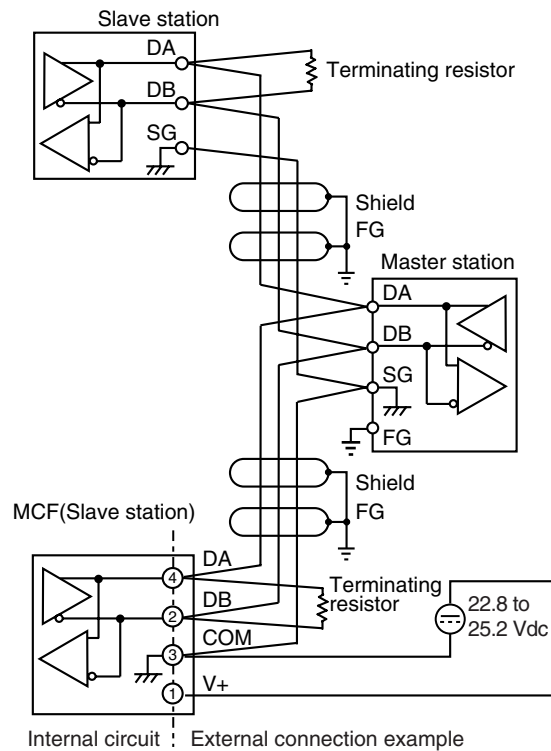 Slave station
DA
Terminating resistor
DB
SG
Shield
FG
Master station
DA
DB
SG
FG
Shield
FG
MCF(Slave station)
DA
4
Terminating
resistor
DB
2
22.8 to
25.2 Vdc
COM
3
V+
1
Internal circuit
External connection example